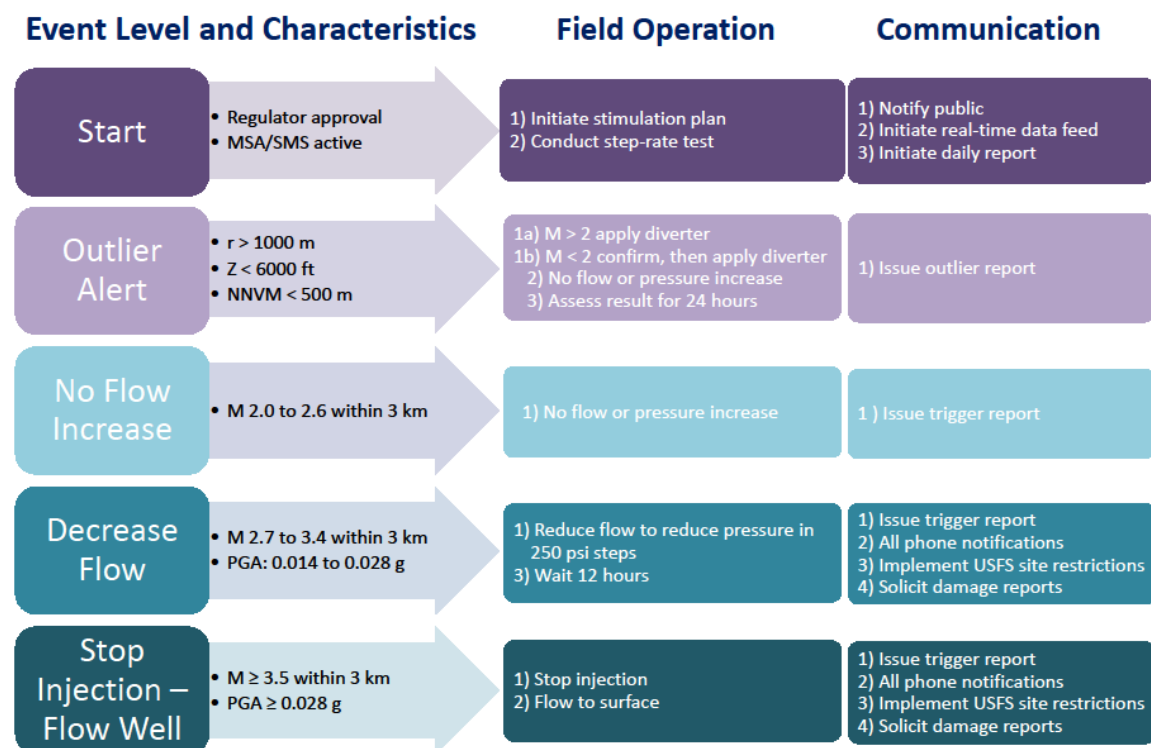 Event Level and Characteristics
Field Operation
Communication
Start
• Regulator approval
• MSA/SMS active
1) Initiate stimulation plan
2) Conduct step-rate test
1) Notify public
2) Initiate real-time data feed
3) Initiate daily report
Outlier
Alert
• r > 1000 m
• Z < 6000 ft
• NNVM < 500 m
1a) M > 2 apply diverter
1b) M < 2 confirm, then apply diverter
2) No flow or pressure increase
3) Assess result for 24 hours
1) Issue outlier report
No Flow
Increase
• M 2.0 to 2.6 within 3 km
1) No flow or pressure increase
1 ) Issue trigger report
Decrease
Flow
• M 2.7 to 3.4 within 3 km
• PGA: 0.014 to 0.028 g
1) Reduce flow to reduce pressure in
250 psi steps
3) Wait 12 hours
1) Issue trigger report
2) All phone notifications
3) Implement USFS site restrictions
4) Solicit damage reports
Stop
Injection –
Flow Well
• M ≥ 3.5 within 3 km
• PGA ≥ 0.028 g
1) Stop injection
2) Flow to surface
1) Issue trigger report
2) All phone notifications
3) Implement USFS site restrictions
4) Solicit damage reports